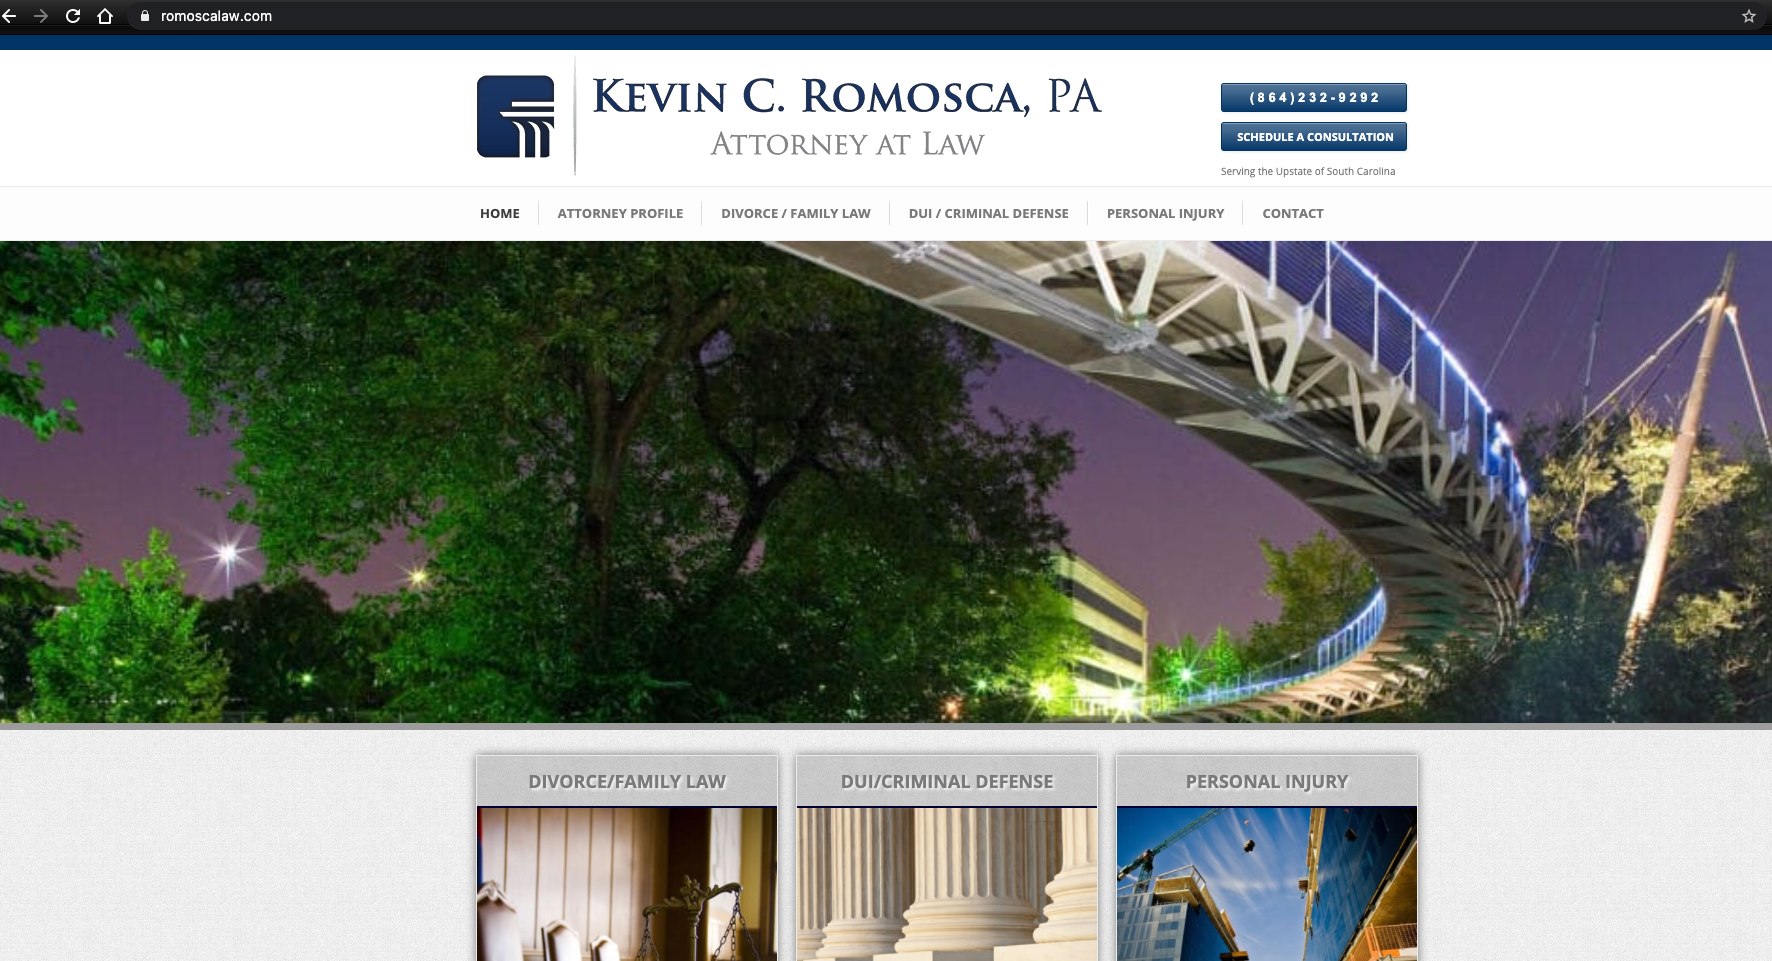 romoscalaw.com
KEVIN C. ROMOSCA, PA
ATTORNEY AT LAW
(864)232-9292
SCHEDULE A CONSULTATION
Serving the Upstate of South Carolina
HOME
ATTORNEY PROFILE
DIVORCE / FAMILY LAW
DUI / CRIMINAL DEFENSE
PERSONAL INJURY
CONTACT
DIVORCE/FAMILY LAW
DUI/CRIMINAL DEFENSE
PERSONAL INJURY